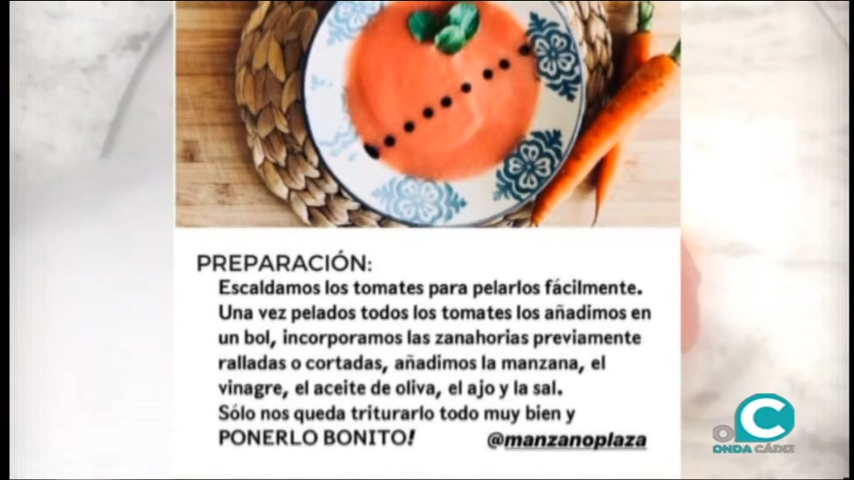 PREPARACIÓN:
Escaldamos los tomates para pelarlos fácilmente.
Una vez pelados todos los tomates los añadimos en
un bol, incorporamos las zanahorias previamente
ralladas o cortadas, añadimos la manzana, el
vinagre, el aceite de oliva, el ajo y la sal.
Sólo nos queda triturarlo todo muy bien y
PONERLO BONITO! @manzanoplaza
OC
ONDA CÁDIZ